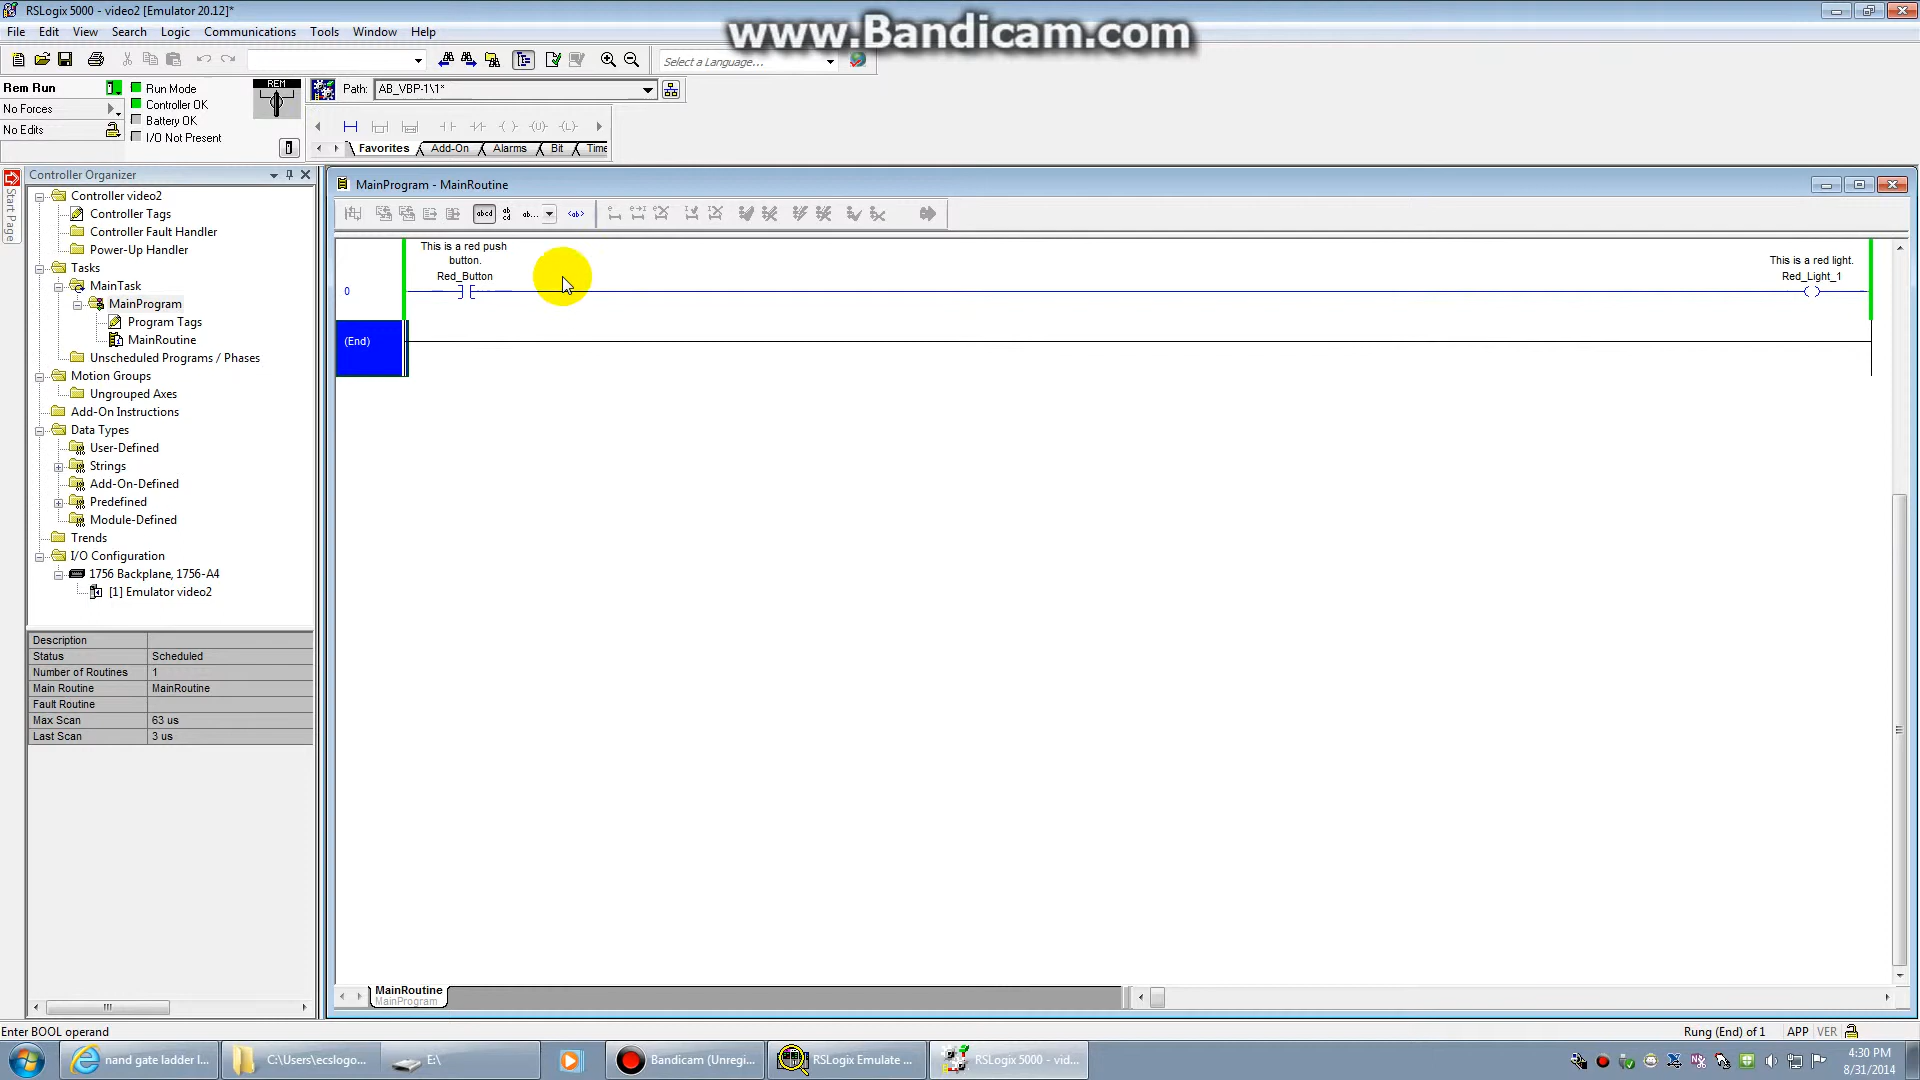 RSLogix 5000 - video2 [Emulator 20.12]*
www.Bandicam.com
File Edit View Search Logic Communications Tools Window Help
Select a Language...
Rem Run
No Forces
No Edits
Run Mode
Controller OK
Battery OK
I/O Not Present
REM
Path: AB_VBP-1\1*
Favorites Add-On Alarms Bit Time
Start Page
Controller Organizer
Controller video2
Controller Tags
Controller Fault Handler
Power-Up Handler
Tasks
MainTask
MainProgram
Program Tags
MainRoutine
Unscheduled Programs / Phases
Motion Groups
Ungrouped Axes
Add-On Instructions
Data Types
User-Defined
Strings
Add-On-Defined
Predefined
Module-Defined
Trends
I/O Configuration
1756 Backplane, 1756-A4
[1] Emulator video2
Description
Status Scheduled
Number of Routines 1
Main Routine MainRoutine
Fault Routine
Max Scan 63 us
Last Scan 3 us
MainProgram - MainRoutine
This is a red push
button.
Red_Button
This is a red light.
Red_Light_1
0
(End)
MainRoutine
MainProgram
Enter BOOL operand
Rung (End) of 1 APP VER
nand gate ladder l...
C:\Users\ecslogo...
E:\
Bandicam (Unregi...
RSLogix Emulate ...
RSLogix 5000 - vid...
4:30 PM
8/31/2014